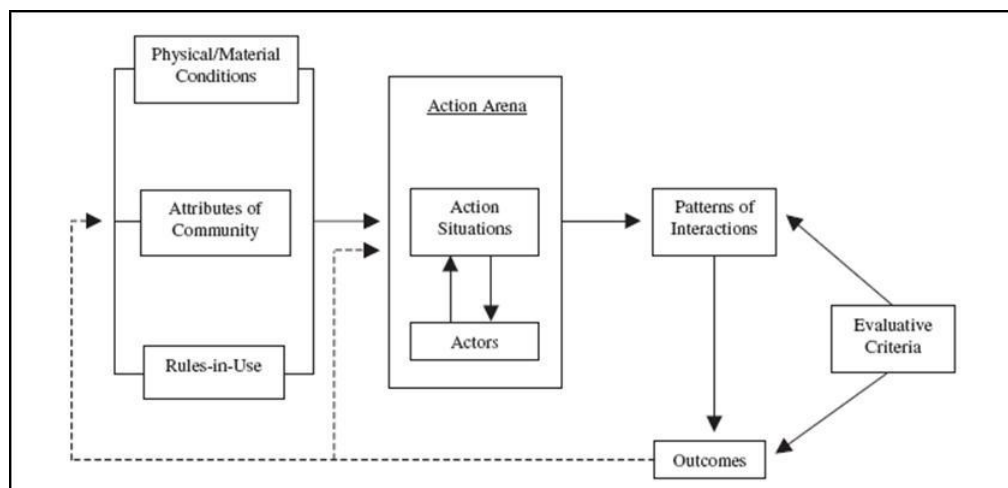 Physical/Material
Conditions
Attributes of
Community
Rules-in-Use
Action Arena
Action
Situations
Actors
Patterns of
Interactions
Outcomes
Evaluative
Criteria